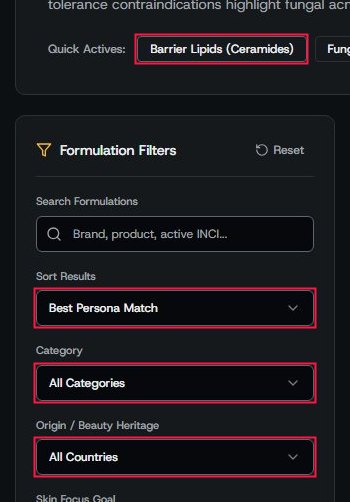 tolerance contraindications highlight fungal acn
Quick Actives: Barrier Lipids (Ceramides) Fung
Formulation Filters Reset
Search Formulations
Brand, product, active INCI...
Sort Results
Best Persona Match
Category
All Categories
Origin / Beauty Heritage
All Countries
Skin Focus Goal